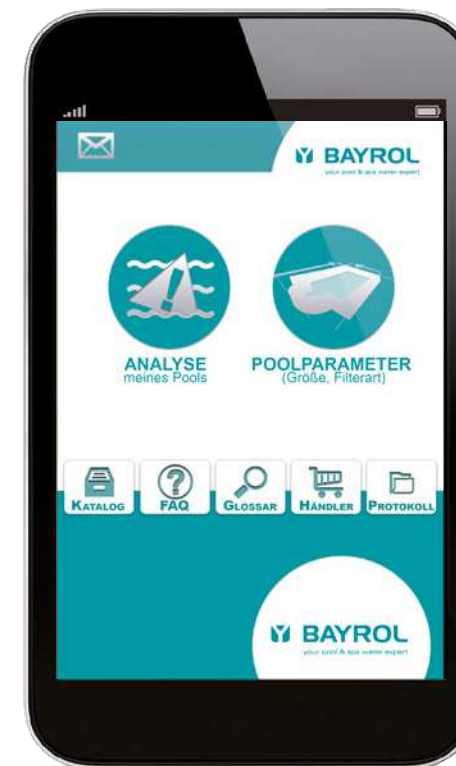 BAYROL
your pool & spa water expert
ANALYSE
meines Pools
POOLPARAMETER
(Größe, Filterart)
KATALOG
FAQ
GLOSSAR
HÄNDLER
PROTOKOLL
BAYROL
your pool & spa water expert